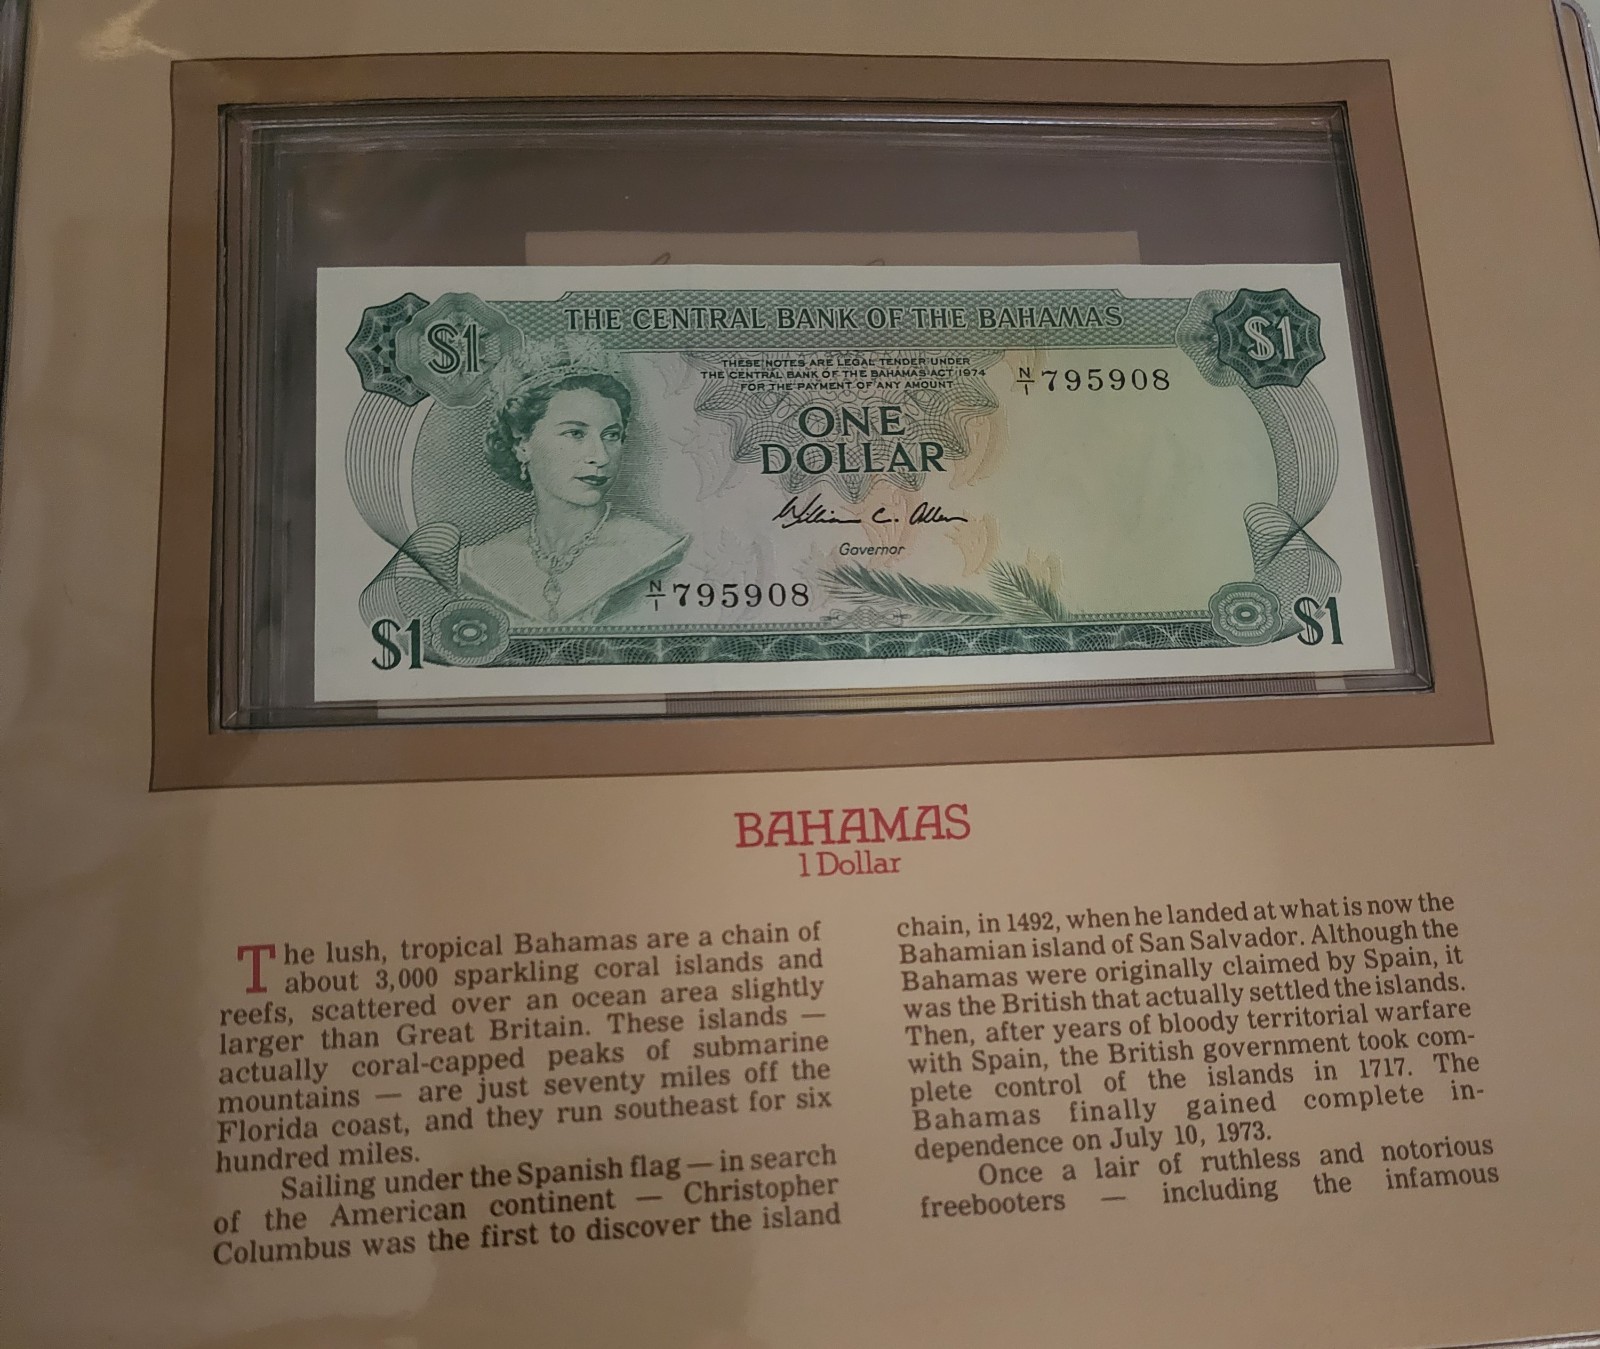 THE CENTRAL BANK OF THE BAHAMAS
$1
$1
THESE NOTES ARE LEGAL TENDER UNDER
THE CENTRAL BANK OF THE BAHAMAS ACT 1974
FOR THE PAYMENT OF ANY AMOUNT
N/1 795908
ONE
DOLLAR
William C. Allen
Governor
N/1 795908
$1
$1
BAHAMAS
1 Dollar
The lush, tropical Bahamas are a chain of
about 3,000 sparkling coral islands and
reefs, scattered over an ocean area slightly
larger than Great Britain. These islands —
actually coral-capped peaks of submarine
mountains — are just seventy miles off the
Florida coast, and they run southeast for six
hundred miles.
Sailing under the Spanish flag — in search
of the American continent — Christopher
Columbus was the first to discover the island
chain, in 1492, when he landed at what is now the
Bahamian island of San Salvador. Although the
Bahamas were originally claimed by Spain, it
was the British that actually settled the islands.
Then, after years of bloody territorial warfare
with Spain, the British government took com-
plete control of the islands in 1717. The
Bahamas finally gained complete in-
dependence on July 10, 1973.
Once a lair of ruthless and notorious
freebooters — including the infamous